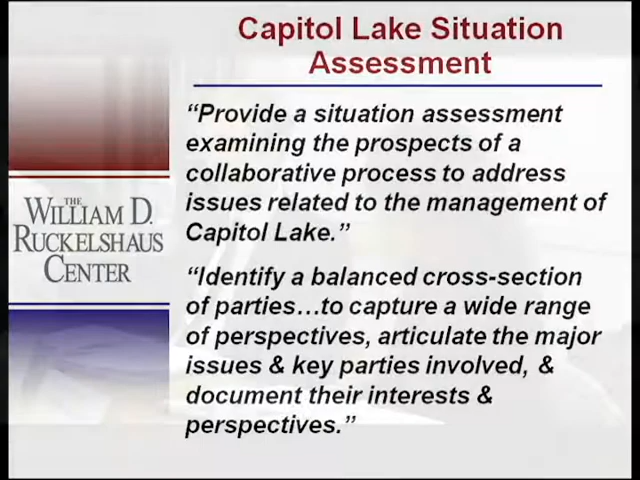 Capitol Lake Situation
Assessment
“Provide a situation assessment
examining the prospects of a
collaborative process to address
issues related to the management of
Capitol Lake.”
“Identify a balanced cross-section
of parties…to capture a wide range
of perspectives, articulate the major
issues & key parties involved, &
document their interests &
perspectives.”
THE
WILLIAM D.
RUCKELSHAUS
CENTER